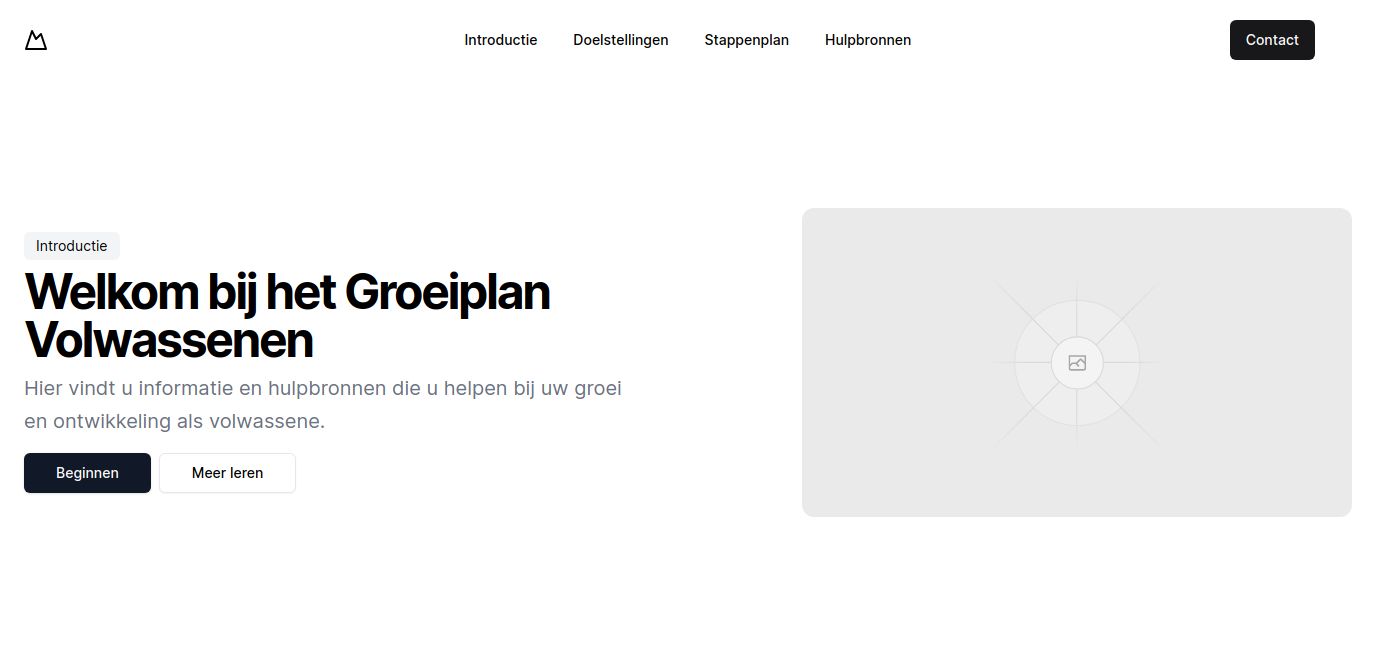 Introductie
Doelstellingen
Stappenplan
Hulpbronnen
Contact
Introductie
Welkom bij het Groeiplan
Volwassenen
Hier vindt u informatie en hulpbronnen die u helpen bij uw groei
en ontwikkeling als volwassene.
Beginnen
Meer leren